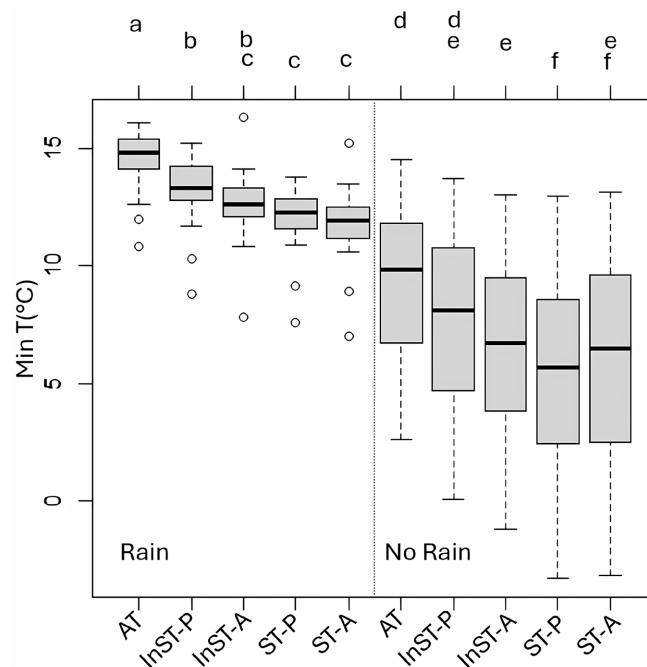 a
b
b
c
c
c
d
d
e
e
f
e
f
Min T(°C)
15
10
5
0
Rain
No Rain
AT
InST-P
InST-A
ST-P
ST-A
AT
InST-P
InST-A
ST-P
ST-A